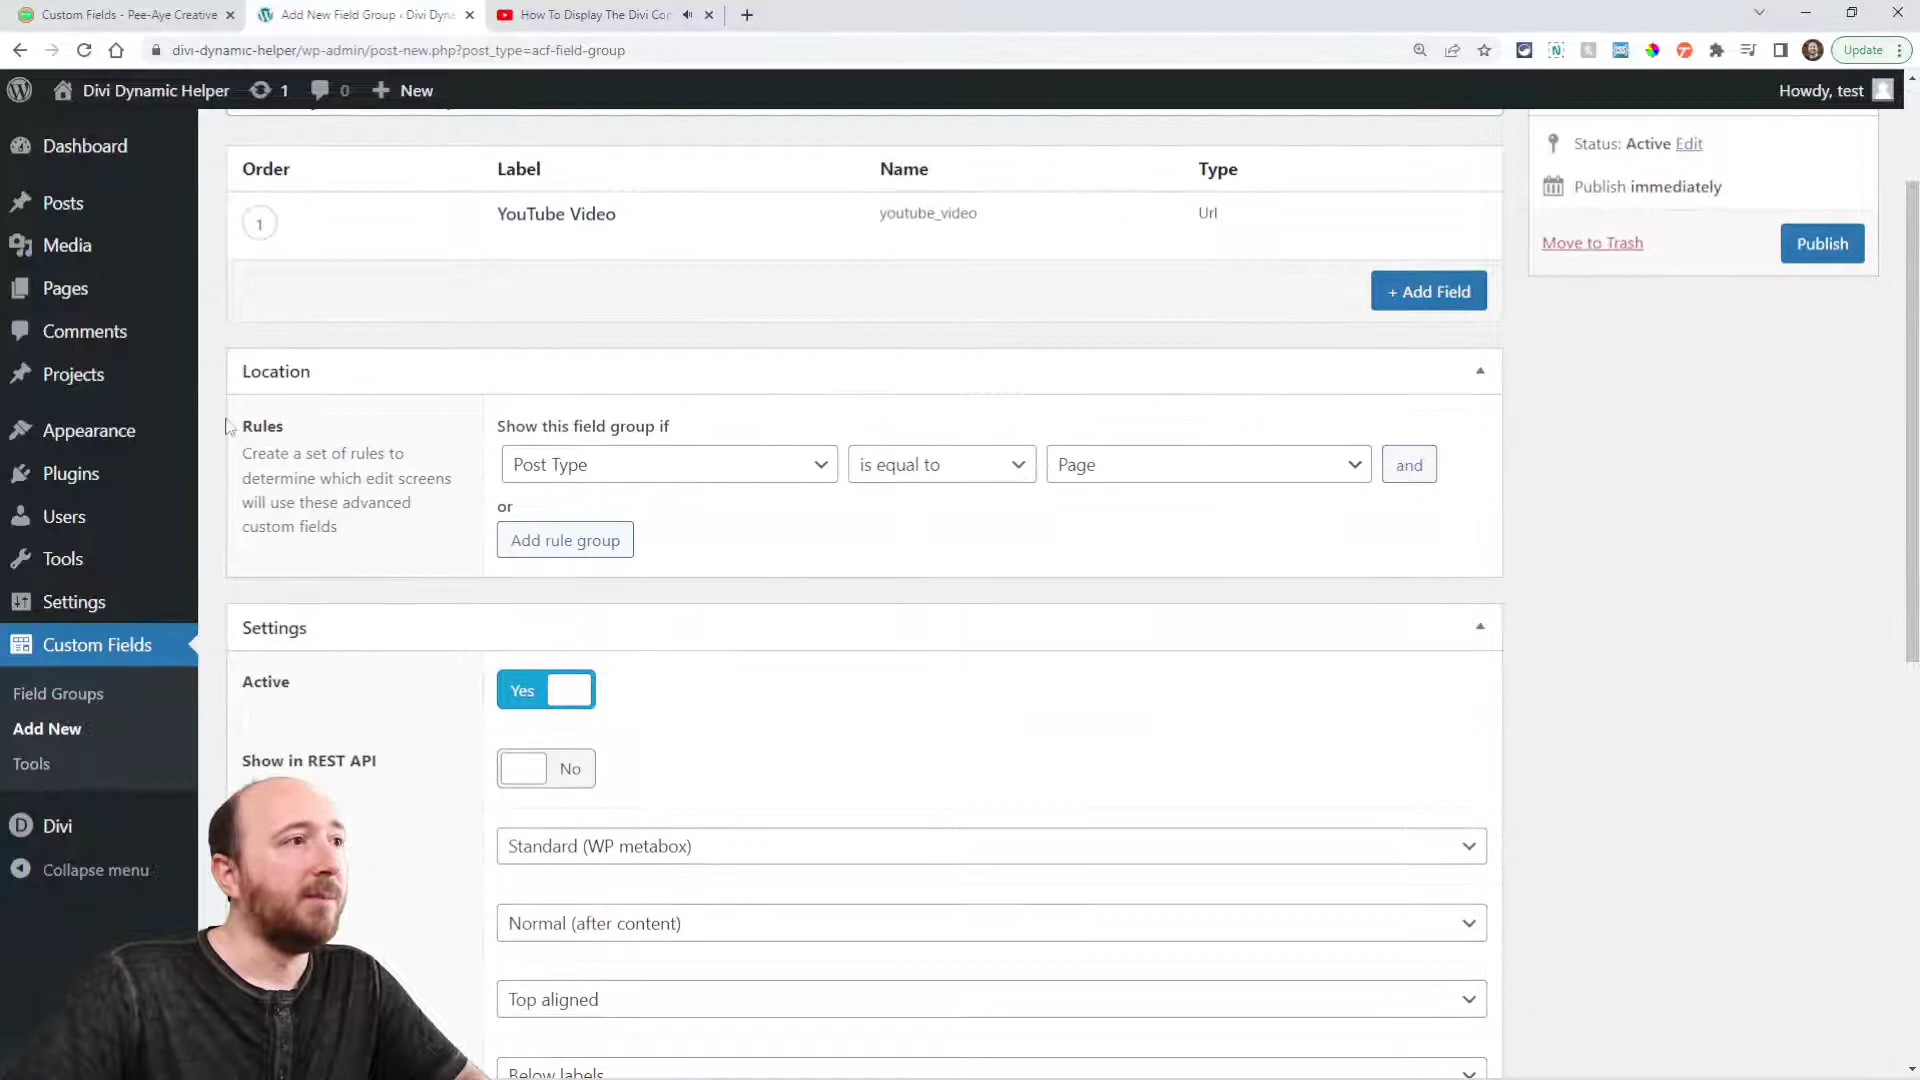 Custom Fields - Pee-Aye Creative
Add New Field Group ‹ Divi Dyn
How To Display The Divi Co
divi-dynamic-helper/wp-admin/post-new.php?post_type=acf-field-group
Update
Divi Dynamic Helper
1
0
New
Howdy, test
Dashboard
Posts
Media
Pages
Comments
Projects
Appearance
Plugins
Users
Tools
Settings
Custom Fields
Field Groups
Add New
Tools
Divi
Collapse menu
Order Label Name Type
1 YouTube Video youtube_video Url
+ Add Field
Location
Rules
Create a set of rules to
determine which edit screens
will use these advanced
custom fields
Show this field group if
Post Type is equal to Page and
or
Add rule group
Settings
Active
Yes
Show in REST API
No
Standard (WP metabox)
Normal (after content)
Top aligned
Below labels
Status: Active Edit
Publish immediately
Move to Trash
Publish